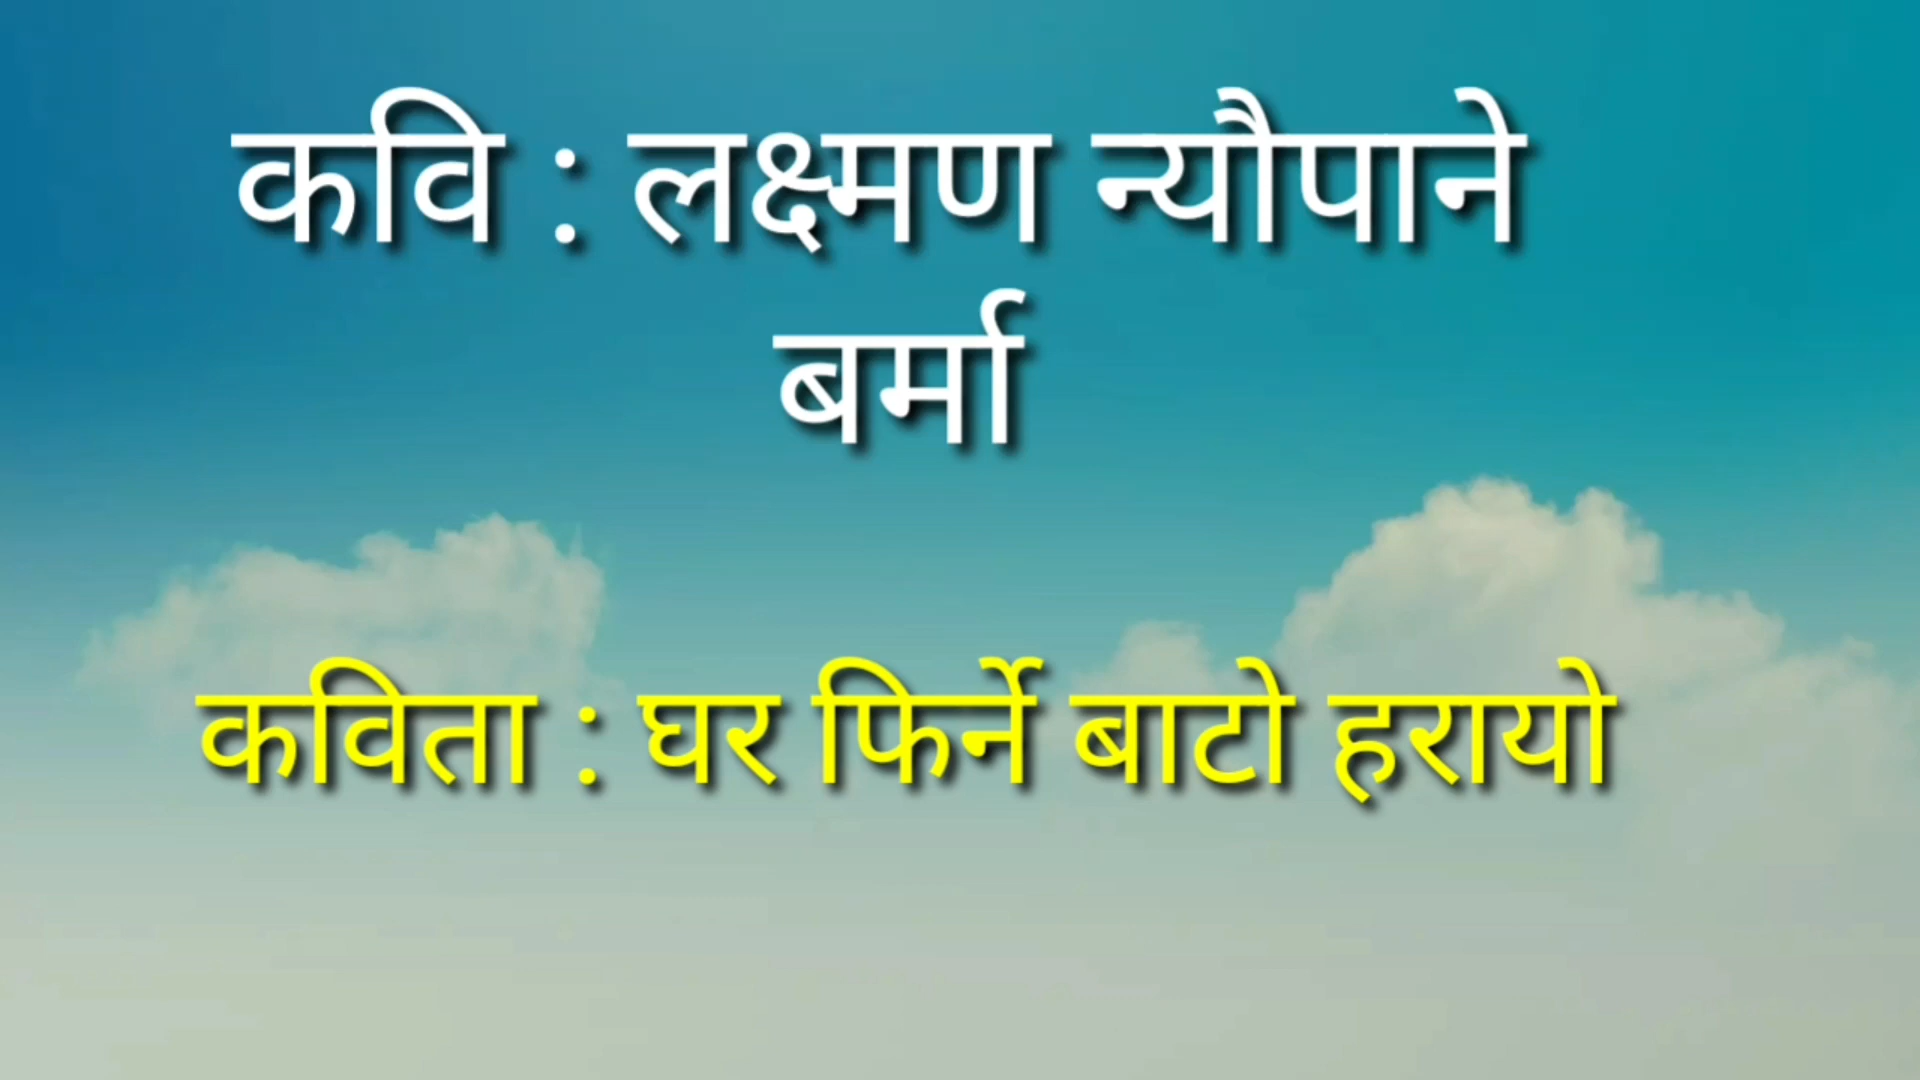 कवि : लक्ष्मण न्यौपाने
बर्मा
कविता : घर फिर्ने बाटो हरायो